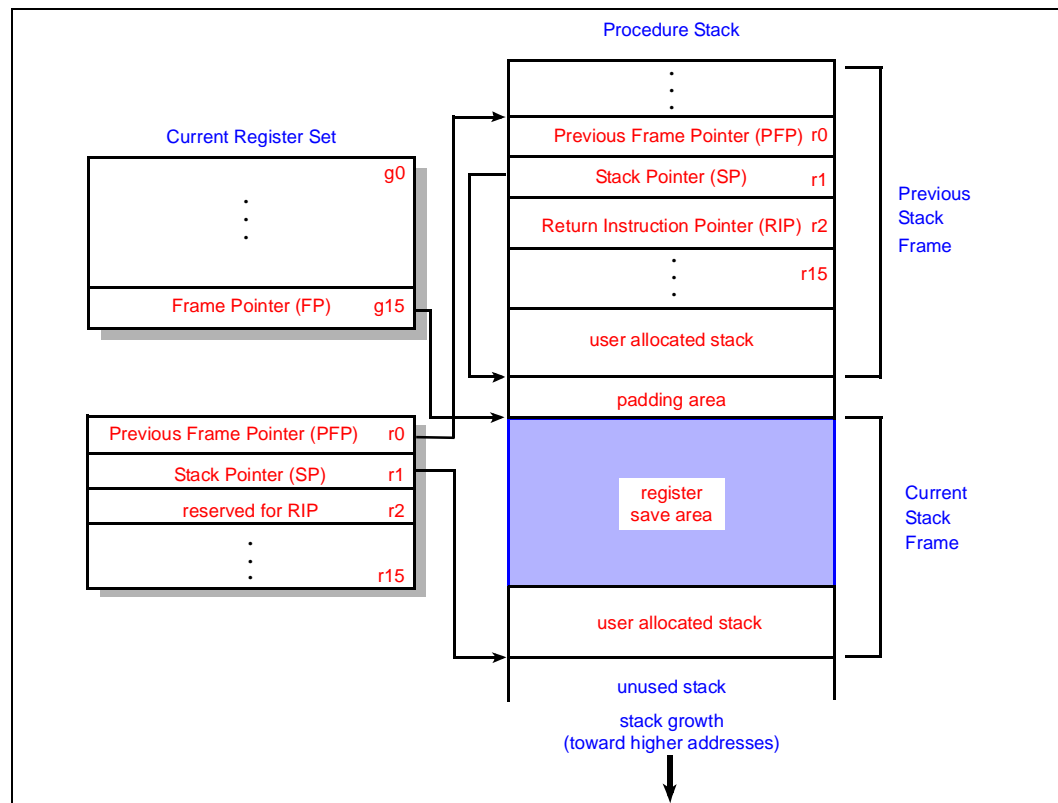 Procedure Stack
Current Register Set
g0
Frame Pointer (FP) g15
Previous Frame Pointer (PFP) r0
Stack Pointer (SP) r1
reserved for RIP r2
r15
Previous Frame Pointer (PFP) r0
Stack Pointer (SP) r1
Return Instruction Pointer (RIP) r2
r15
user allocated stack
padding area
register
save area
user allocated stack
unused stack
stack growth
(toward higher addresses)
Previous
Stack
Frame
Current
Stack
Frame